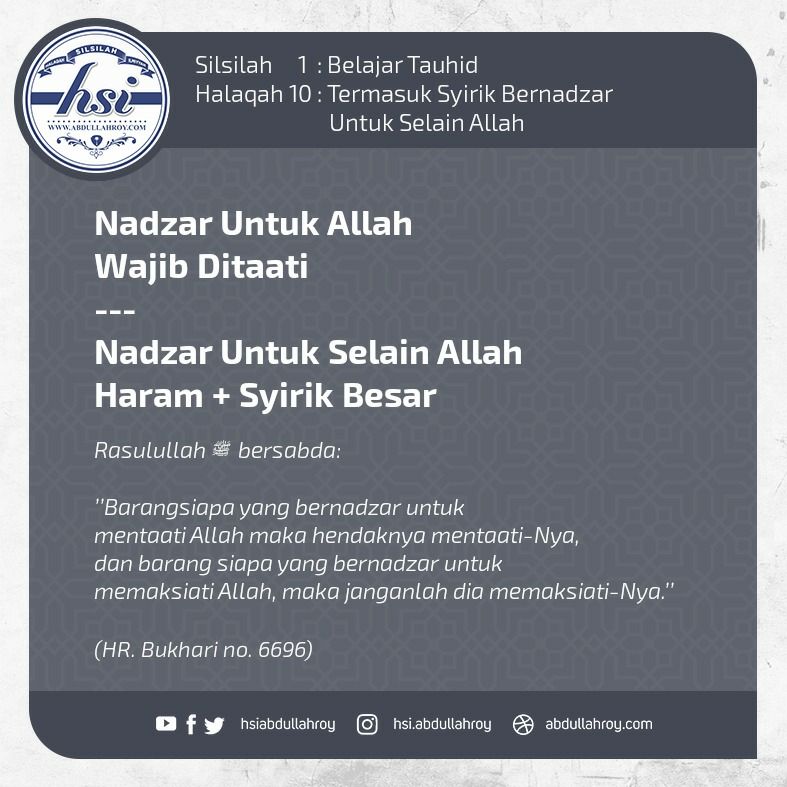 SILSILAH
HALAQAH
ILMIYAH
hsi
WWW.ABDULLAHROY.COM
Silsilah 1 : Belajar Tauhid
Halaqah 10 : Termasuk Syirik Bernadzar
Untuk Selain Allah
Nadzar Untuk Allah
Wajib Ditaati
---
Nadzar Untuk Selain Allah
Haram + Syirik Besar
Rasulullah ﷺ bersabda:
’’Barangsiapa yang bernadzar untuk
mentaati Allah maka hendaknya mentaati-Nya,
dan barang siapa yang bernadzar untuk
memaksiati Allah, maka janganlah dia memaksiati-Nya.’’
(HR. Bukhari no. 6696)
hsiabdullahroy hsi.abdullahroy abdullahroy.com